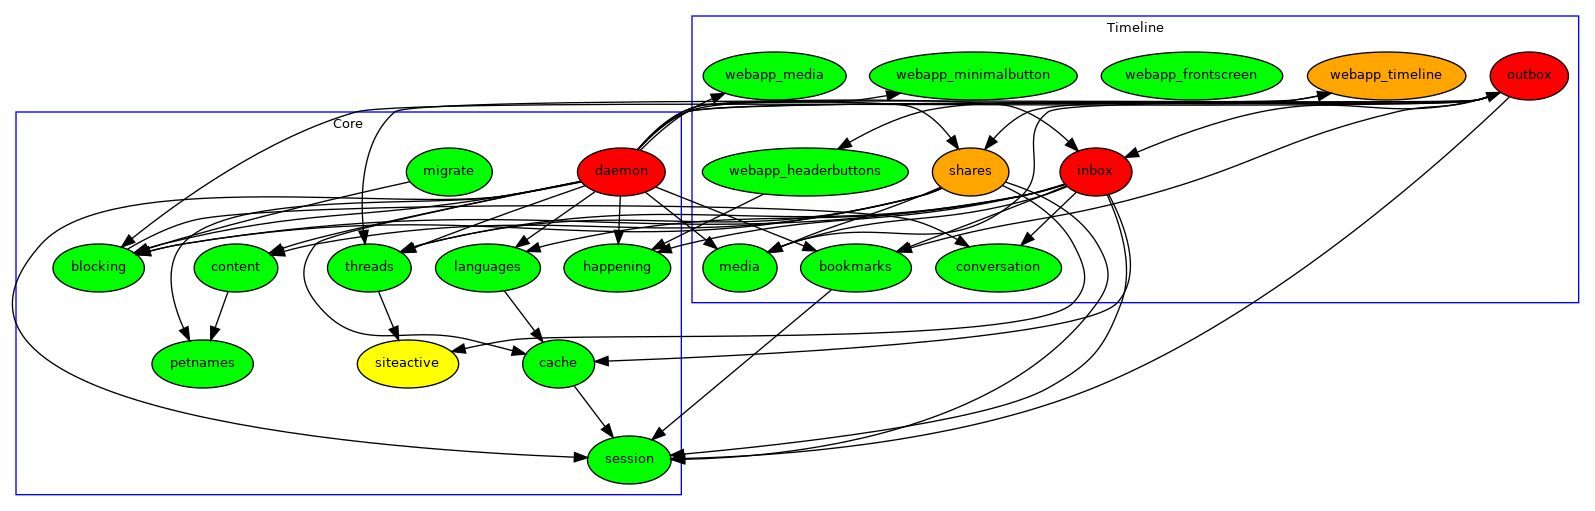 Timeline
webapp_media
webapp_minimalbutton
webapp_frontscreen
webapp_timeline
outbox
Core
migrate
daemon
webapp_headerbuttons
shares
inbox
blocking
content
threads
languages
happening
media
bookmarks
conversation
petnames
siteactive
cache
session